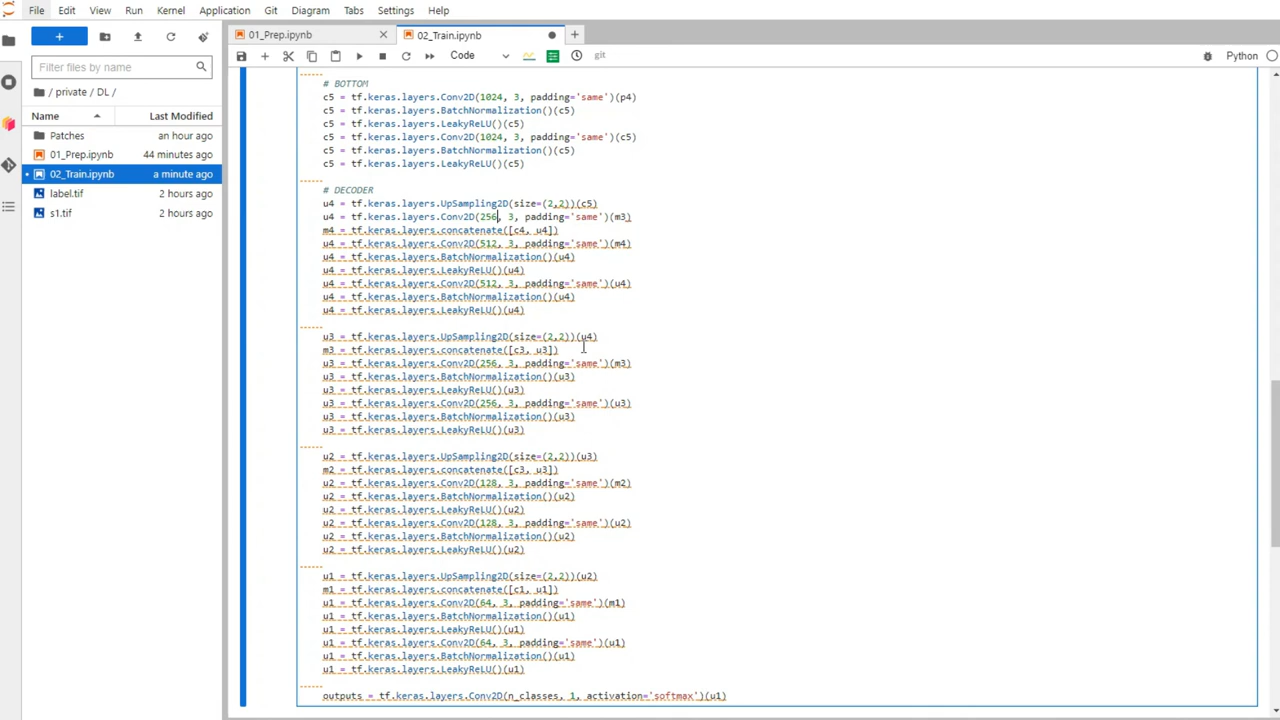 File Edit View Run Kernel Application Git Diagram Tabs Settings Help
+
Filter files by name
/ private / DL /
Name Last Modified
Patches an hour ago
01_Prep.ipynb 44 minutes ago
02_Train.ipynb a minute ago
label.tif 2 hours ago
s1.tif 2 hours ago
01_Prep.ipynb 02_Train.ipynb
Code git Python
# BOTTOM
c5 = tf.keras.layers.Conv2D(1024, 3, padding='same')(p4)
c5 = tf.keras.layers.BatchNormalization()(c5)
c5 = tf.keras.layers.LeakyReLU()(c5)
c5 = tf.keras.layers.Conv2D(1024, 3, padding='same')(c5)
c5 = tf.keras.layers.BatchNormalization()(c5)
c5 = tf.keras.layers.LeakyReLU()(c5)
# DECODER
u4 = tf.keras.layers.UpSampling2D(size=(2,2))(c5)
u4 = tf.keras.layers.Conv2D(256, 3, padding='same')(m3)
m4 = tf.keras.layers.concatenate([c4, u4])
u4 = tf.keras.layers.Conv2D(512, 3, padding='same')(m4)
u4 = tf.keras.layers.BatchNormalization()(u4)
u4 = tf.keras.layers.LeakyReLU()(u4)
u4 = tf.keras.layers.Conv2D(512, 3, padding='same')(u4)
u4 = tf.keras.layers.BatchNormalization()(u4)
u4 = tf.keras.layers.LeakyReLU()(u4)
u3 = tf.keras.layers.UpSampling2D(size=(2,2))(u4)
m3 = tf.keras.layers.concatenate([c3, u3])
u3 = tf.keras.layers.Conv2D(256, 3, padding='same')(m3)
u3 = tf.keras.layers.BatchNormalization()(u3)
u3 = tf.keras.layers.LeakyReLU()(u3)
u3 = tf.keras.layers.Conv2D(256, 3, padding='same')(u3)
u3 = tf.keras.layers.BatchNormalization()(u3)
u3 = tf.keras.layers.LeakyReLU()(u3)
u2 = tf.keras.layers.UpSampling2D(size=(2,2))(u3)
m2 = tf.keras.layers.concatenate([c3, u3])
u2 = tf.keras.layers.Conv2D(128, 3, padding='same')(m2)
u2 = tf.keras.layers.BatchNormalization()(u2)
u2 = tf.keras.layers.LeakyReLU()(u2)
u2 = tf.keras.layers.Conv2D(128, 3, padding='same')(u2)
u2 = tf.keras.layers.BatchNormalization()(u2)
u2 = tf.keras.layers.LeakyReLU()(u2)
u1 = tf.keras.layers.UpSampling2D(size=(2,2))(u2)
m1 = tf.keras.layers.concatenate([c1, u1])
u1 = tf.keras.layers.Conv2D(64, 3, padding='same')(m1)
u1 = tf.keras.layers.BatchNormalization()(u1)
u1 = tf.keras.layers.LeakyReLU()(u1)
u1 = tf.keras.layers.Conv2D(64, 3, padding='same')(u1)
u1 = tf.keras.layers.BatchNormalization()(u1)
u1 = tf.keras.layers.LeakyReLU()(u1)
outputs = tf.keras.layers.Conv2D(n_classes, 1, activation='softmax')(u1)